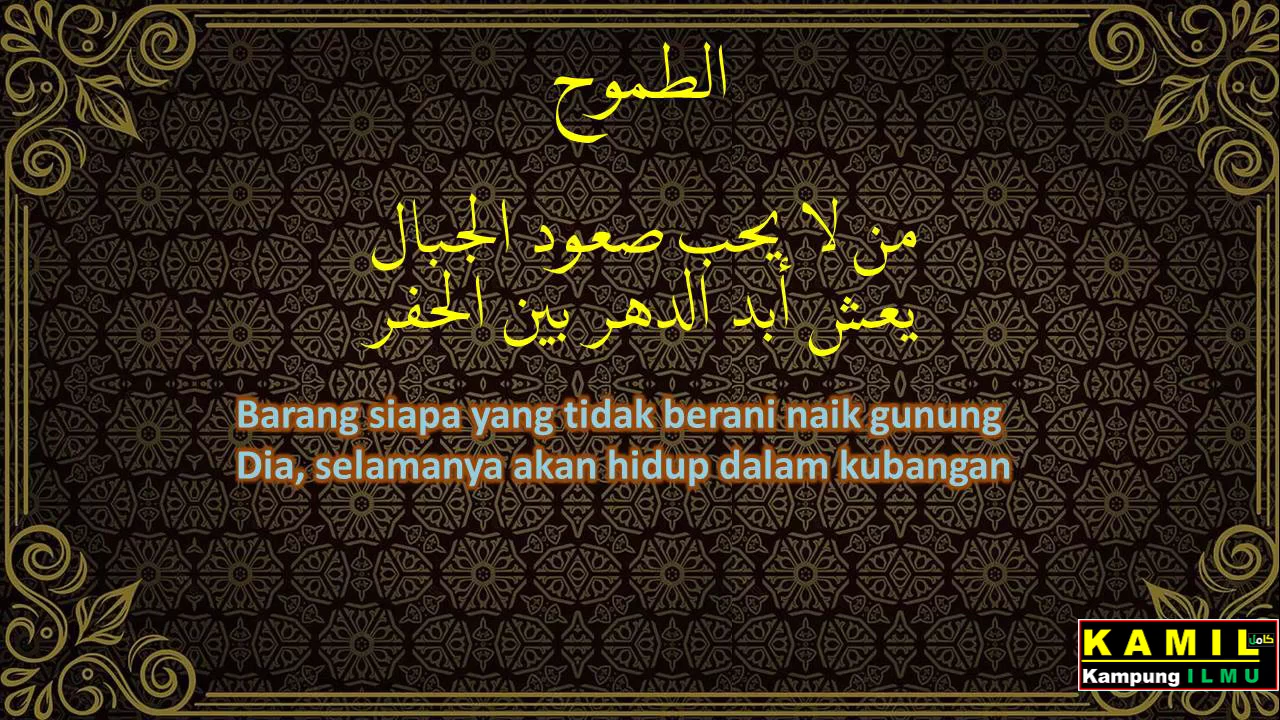 الطموح
من لا يحب صعود الجبال
يعش أبد الدهر بين الحفر
Barang siapa yang tidak berani naik gunung
Dia, selamanya akan hidup dalam kubangan
KAMIL كامل
Kampung ILMU